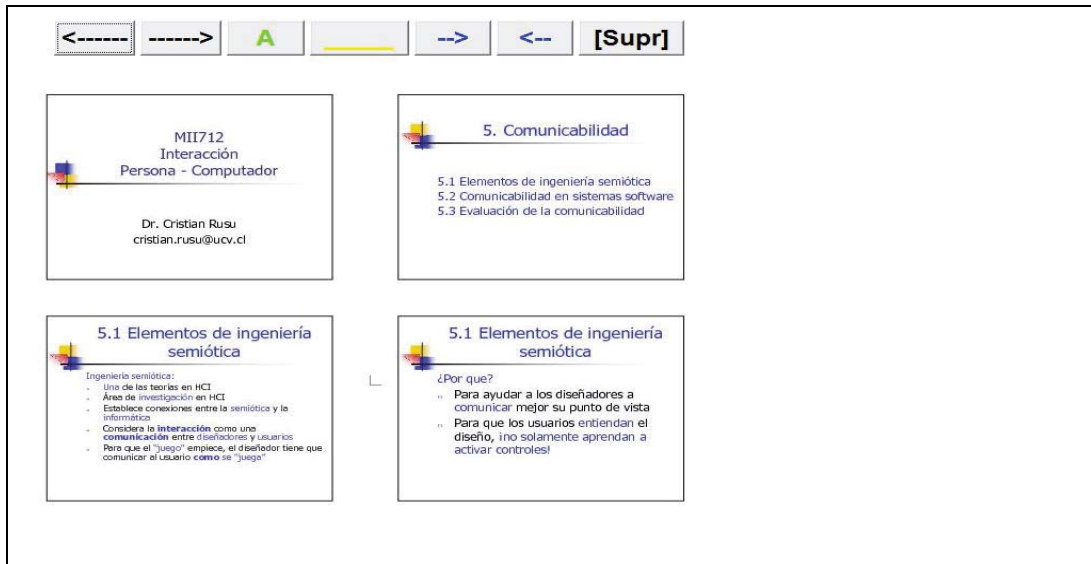 <------ ------> A _____ --> <-- [Supr]
MII712
Interacción
Persona - Computador
Dr. Cristian Rusu
cristian.rusu@ucv.cl
5. Comunicabilidad
5.1 Elementos de ingeniería semiótica
5.2 Comunicabilidad en sistemas software
5.3 Evaluación de la comunicabilidad
5.1 Elementos de ingeniería
semiótica
Ingeniería semiótica:
Una de las teorías en HCI
Área de investigación en HCI
Establece conexiones entre la semiótica y la
informática
Considera la interacción como una
comunicación entre diseñadores y usuarios
Para que el "juego" empiece, el diseñador tiene que
comunicar al usuario como se "juega"
5.1 Elementos de ingeniería
semiótica
¿Por que?
Para ayudar a los diseñadores a
comunicar mejor su punto de vista
Para que los usuarios entiendan el
diseño, ¡no solamente aprendan a
activar controles!